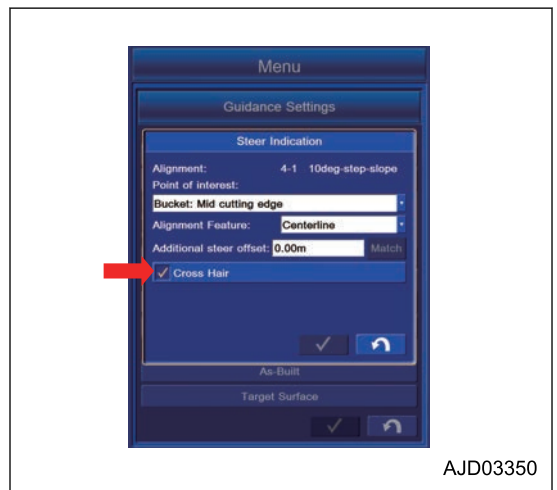 Menu
Guidance Settings
Steer Indication
Alignment: 4-1 10deg-step-slope
Point of interest:
Bucket: Mid cutting edge
Alignment Feature: Centerline
Additional steer offset: 0.00m Match
Cross Hair
As-Built
Target Surface
AJD03350